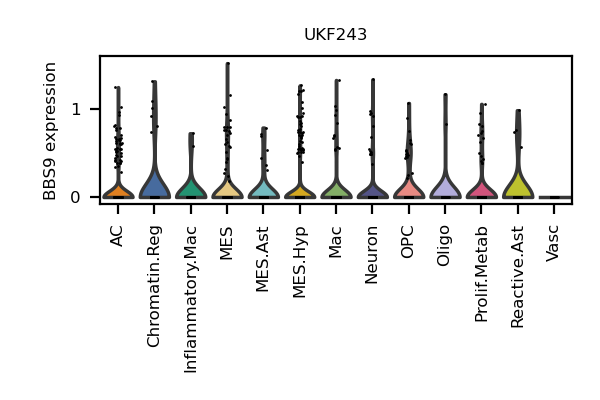 UKF243
BBS9 expression
1
0
AC
Chromatin.Reg
Inflammatory.Mac
MES
MES.Ast
MES.Hyp
Mac
Neuron
OPC
Oligo
Prolif.Metab
Reactive.Ast
Vasc